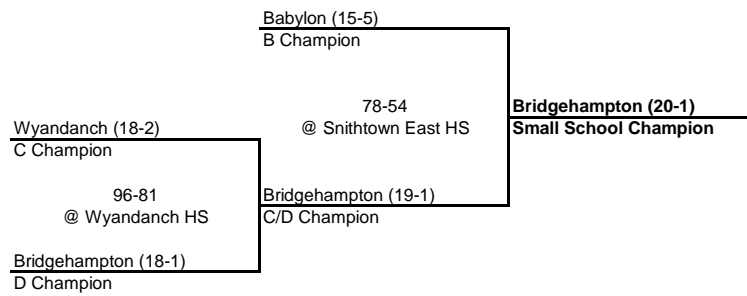 Babylon (15-5)
B Champion
78-54
@ Snithtown East HS
Bridgehampton (20-1)
Small School Champion
Wyandanch (18-2)
C Champion
96-81
@ Wyandanch HS
Bridgehampton (19-1)
C/D Champion
Bridgehampton (18-1)
D Champion